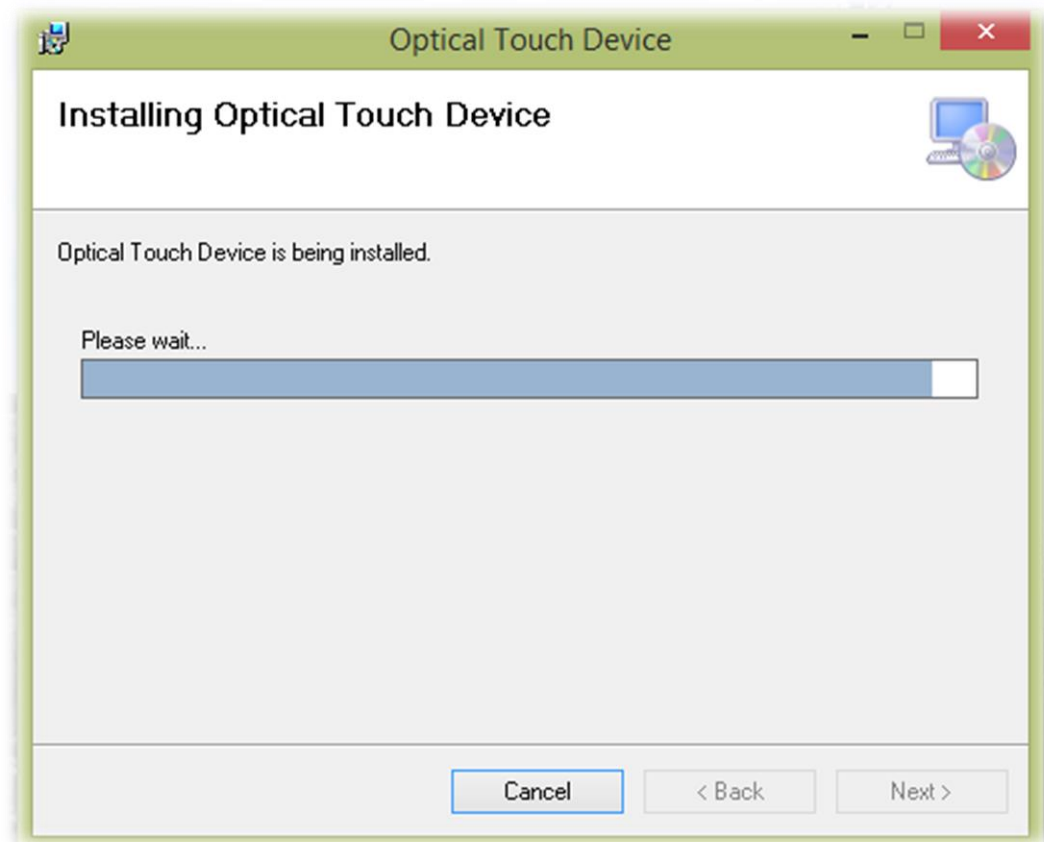 Optical Touch Device
Installing Optical Touch Device
Optical Touch Device is being installed.
Please wait...
Cancel
< Back
Next >